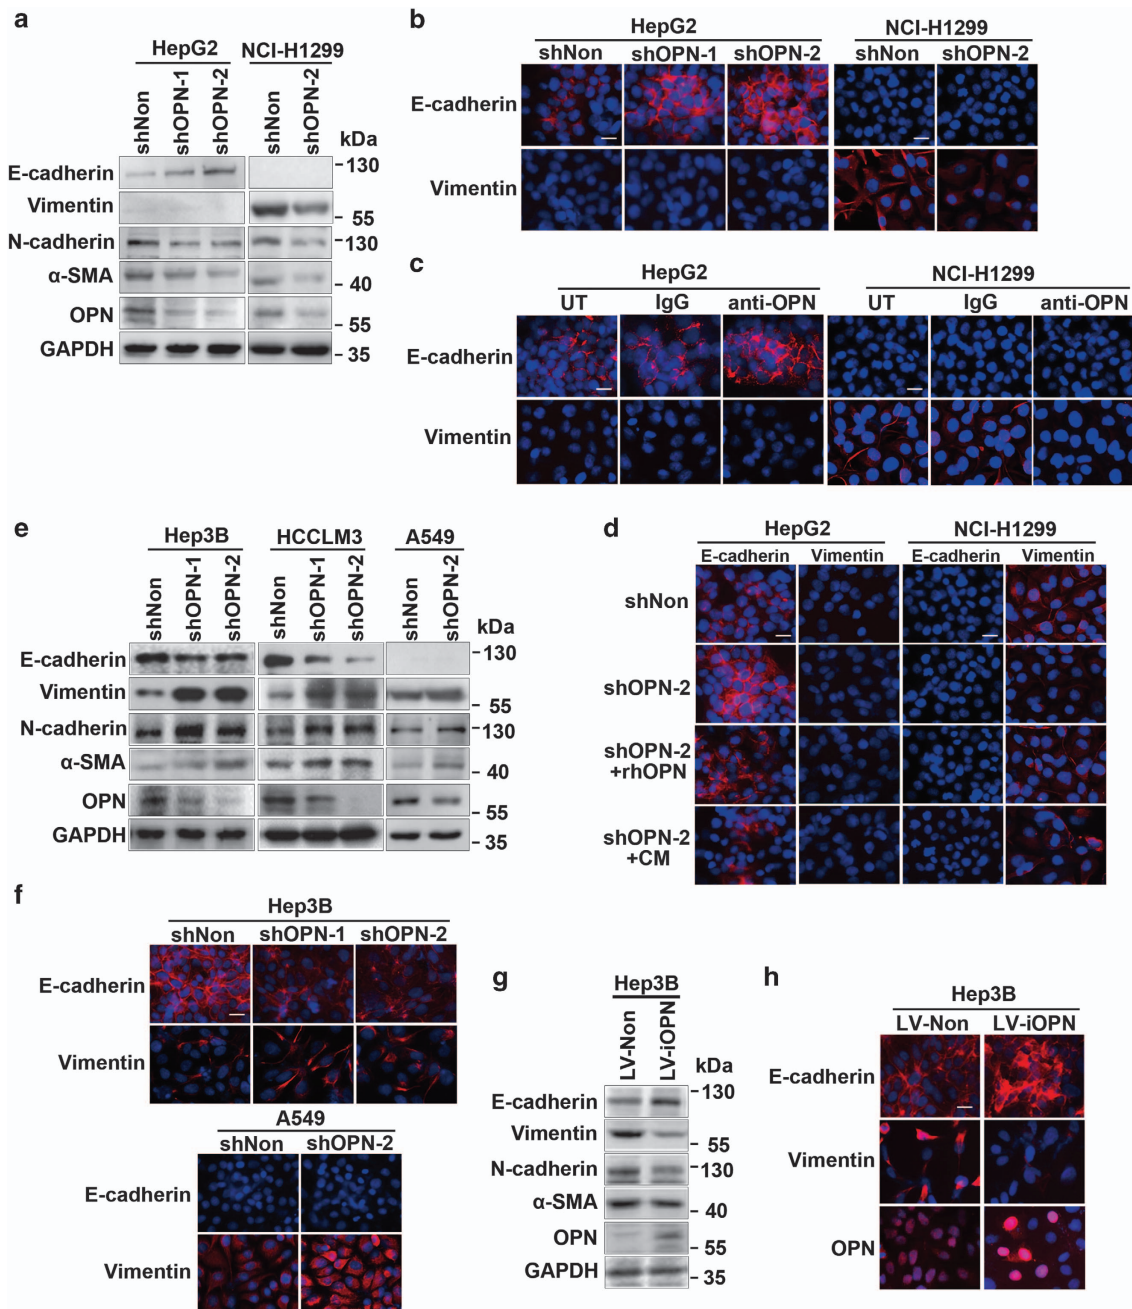 a
HepG2 NCI-H1299
shNon shOPN-1 shOPN-2 shNon shOPN-2
kDa
E-cadherin 130
Vimentin 55
N-cadherin 130
α-SMA 40
OPN 55
GAPDH 35
b
HepG2 NCI-H1299
shNon shOPN-1 shOPN-2 shNon shOPN-2
E-cadherin
Vimentin
c
HepG2 NCI-H1299
UT IgG anti-OPN UT IgG anti-OPN
E-cadherin
Vimentin
e
Hep3B HCCLM3 A549
shNon shOPN-1 shOPN-2 shNon shOPN-1 shOPN-2 shNon shOPN-2
kDa
E-cadherin 130
Vimentin 55
N-cadherin 130
α-SMA 40
OPN 55
GAPDH 35
d
HepG2 NCI-H1299
E-cadherin Vimentin E-cadherin Vimentin
shNon
shOPN-2
shOPN-2
+rhOPN
shOPN-2
+CM
f
Hep3B
shNon shOPN-1 shOPN-2
E-cadherin
Vimentin
A549
shNon shOPN-2
E-cadherin
Vimentin
g
Hep3B
LV-Non LV-iOPN
kDa
E-cadherin 130
Vimentin 55
N-cadherin 130
α-SMA 40
OPN 55
GAPDH 35
h
Hep3B
LV-Non LV-iOPN
E-cadherin
Vimentin
OPN